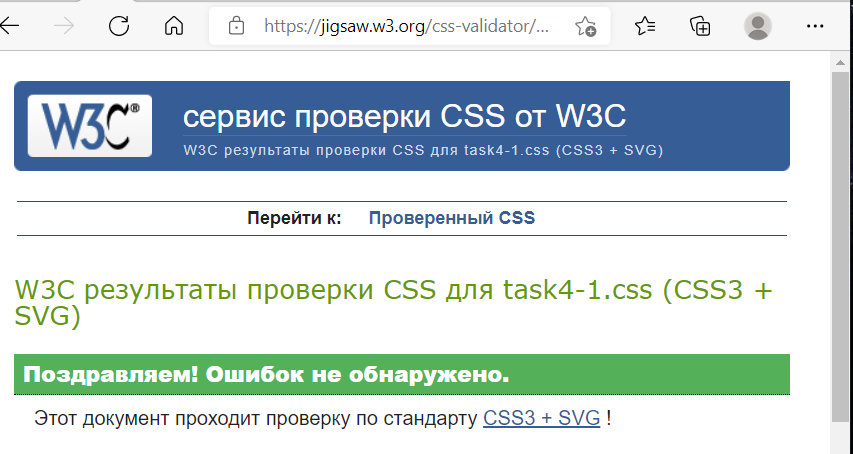 https://jigsaw.w3.org/css-validator/...
W3C®
сервис проверки CSS от W3C
W3C результаты проверки CSS для task4-1.css (CSS3 + SVG)
Перейти к: Проверенный CSS
W3C результаты проверки CSS для task4-1.css (CSS3 +
SVG)
Поздравляем! Ошибок не обнаружено.
Этот документ проходит проверку по стандарту CSS3 + SVG !